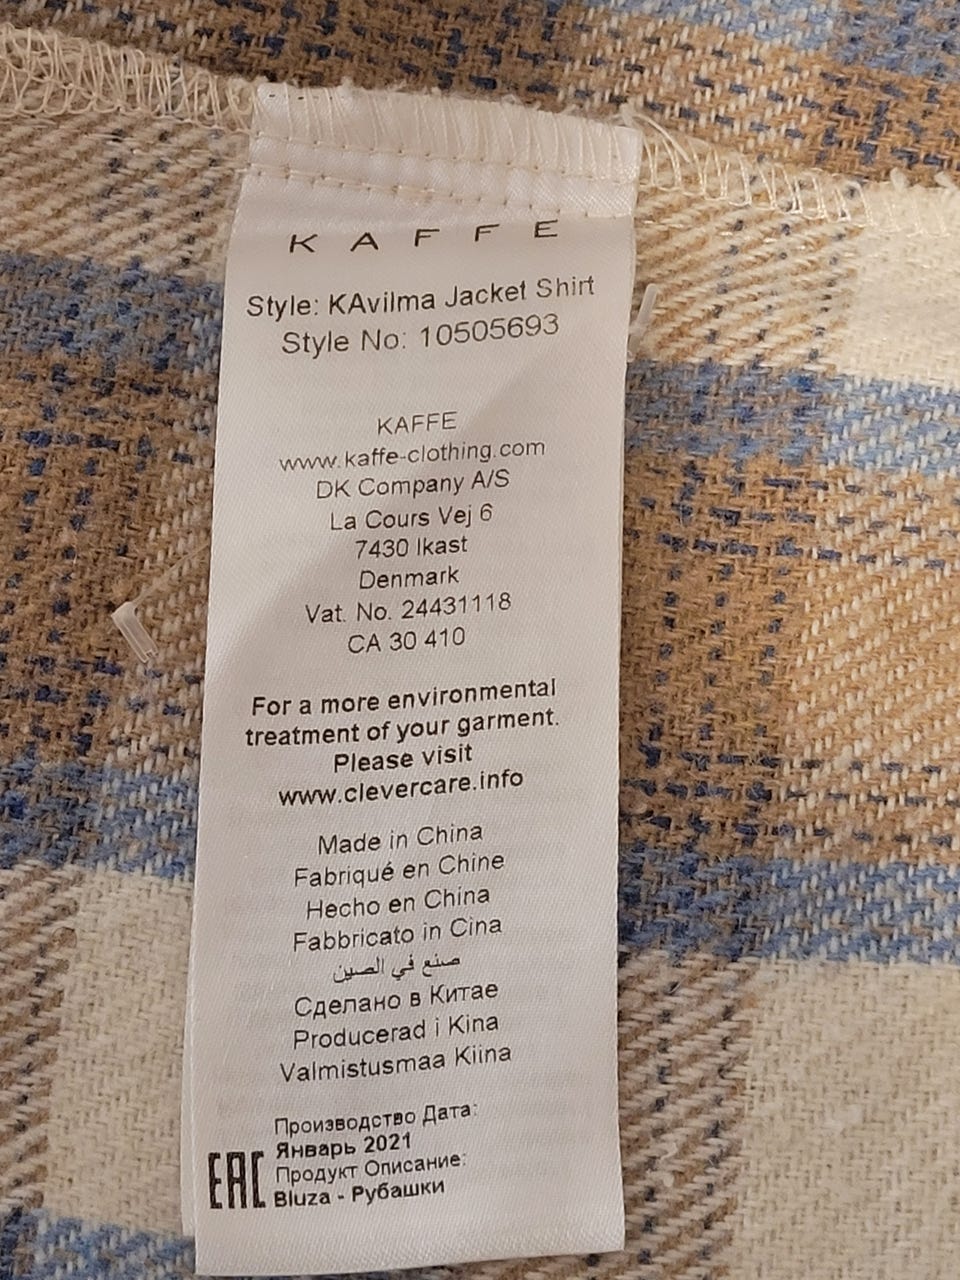 KAFFE
Style: KAvilma Jacket Shirt
Style No: 10505693
KAFFE
www.kaffe-clothing.com
DK Company A/S
La Cours Vej 6
7430 Ikast
Denmark
Vat. No. 24431118
CA 30 410
For a more environmental
treatment of your garment.
Please visit
www.clevercare.info
Made in China
Fabriqué en Chine
Hecho en China
Fabbricato in Cina
صنع في الصين
Сделано в Китае
Producerad i Kina
Valmistusmaa Kiina
Производство Дата:
Январь 2021
Продукт Описание:
Bluza - Рубашки
EAC